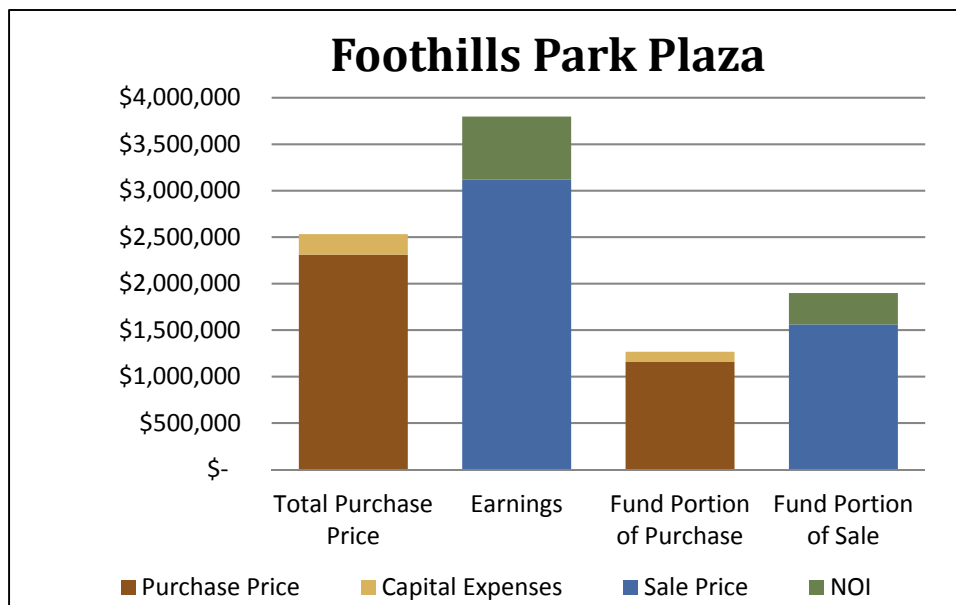 Foothills Park Plaza
$4,000,000
$3,500,000
$3,000,000
$2,500,000
$2,000,000
$1,500,000
$1,000,000
$500,000
$-
Total Purchase
Price
Earnings
Fund Portion
of Purchase
Fund Portion
of Sale
Purchase Price
Capital Expenses
Sale Price
NOI